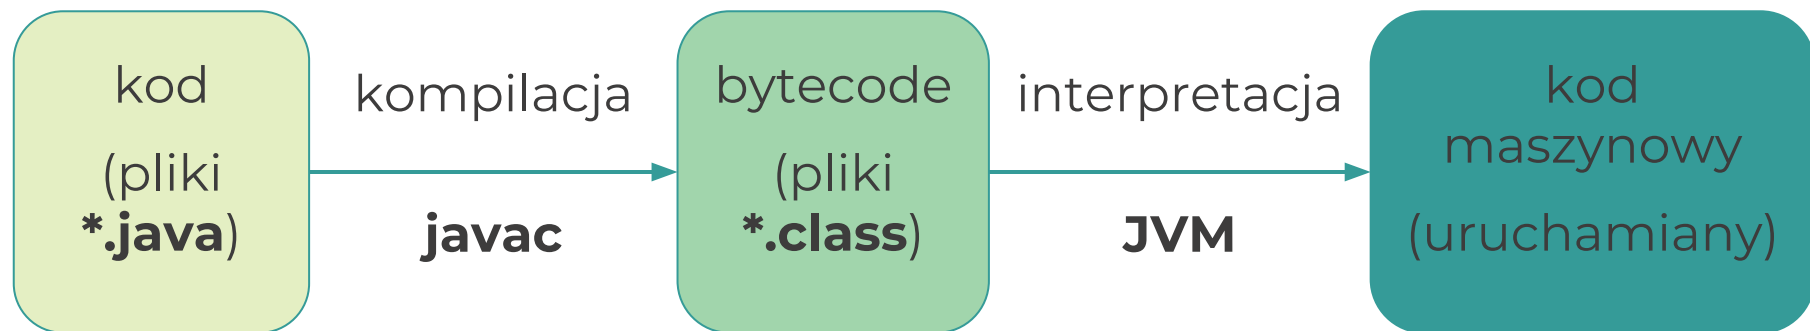 kod
(pliki
*.java)
kompilacja
javac
bytecode
(pliki
*.class)
interpretacja
JVM
kod
maszynowy
(uruchamiany)